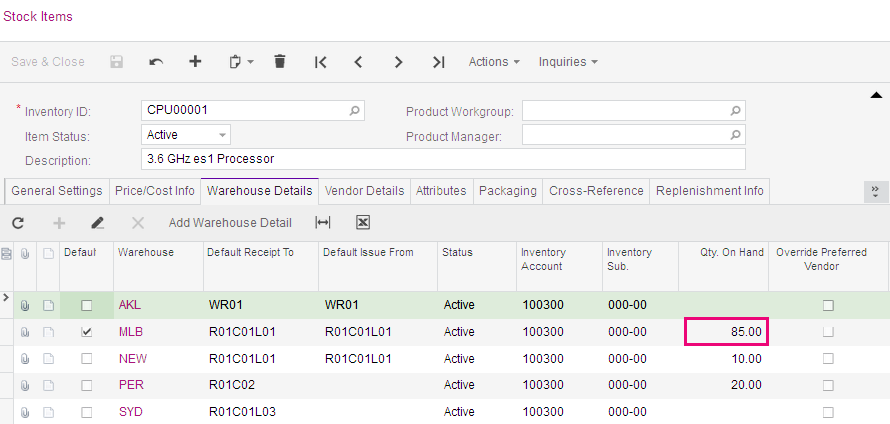 Stock Items
Save & Close Actions Inquiries
* Inventory ID: CPU00001 Product Workgroup:
Item Status: Active Product Manager:
Description: 3.6 GHz es1 Processor
General Settings Price/Cost Info Warehouse Details Vendor Details Attributes Packaging Cross-Reference Replenishment Info
Add Warehouse Detail
Default Warehouse Default Receipt To Default Issue From Status Inventory Account Inventory Sub. Qty. On Hand Override Preferred Vendor
AKL WR01 WR01 Active 100300 000-00
MLB R01C01L01 R01C01L01 Active 100300 000-00 85.00
NEW R01C01L01 R01C01L01 Active 100300 000-00 10.00
PER R01C02 Active 100300 000-00 20.00
SYD R01C01L03 Active 100300 000-00